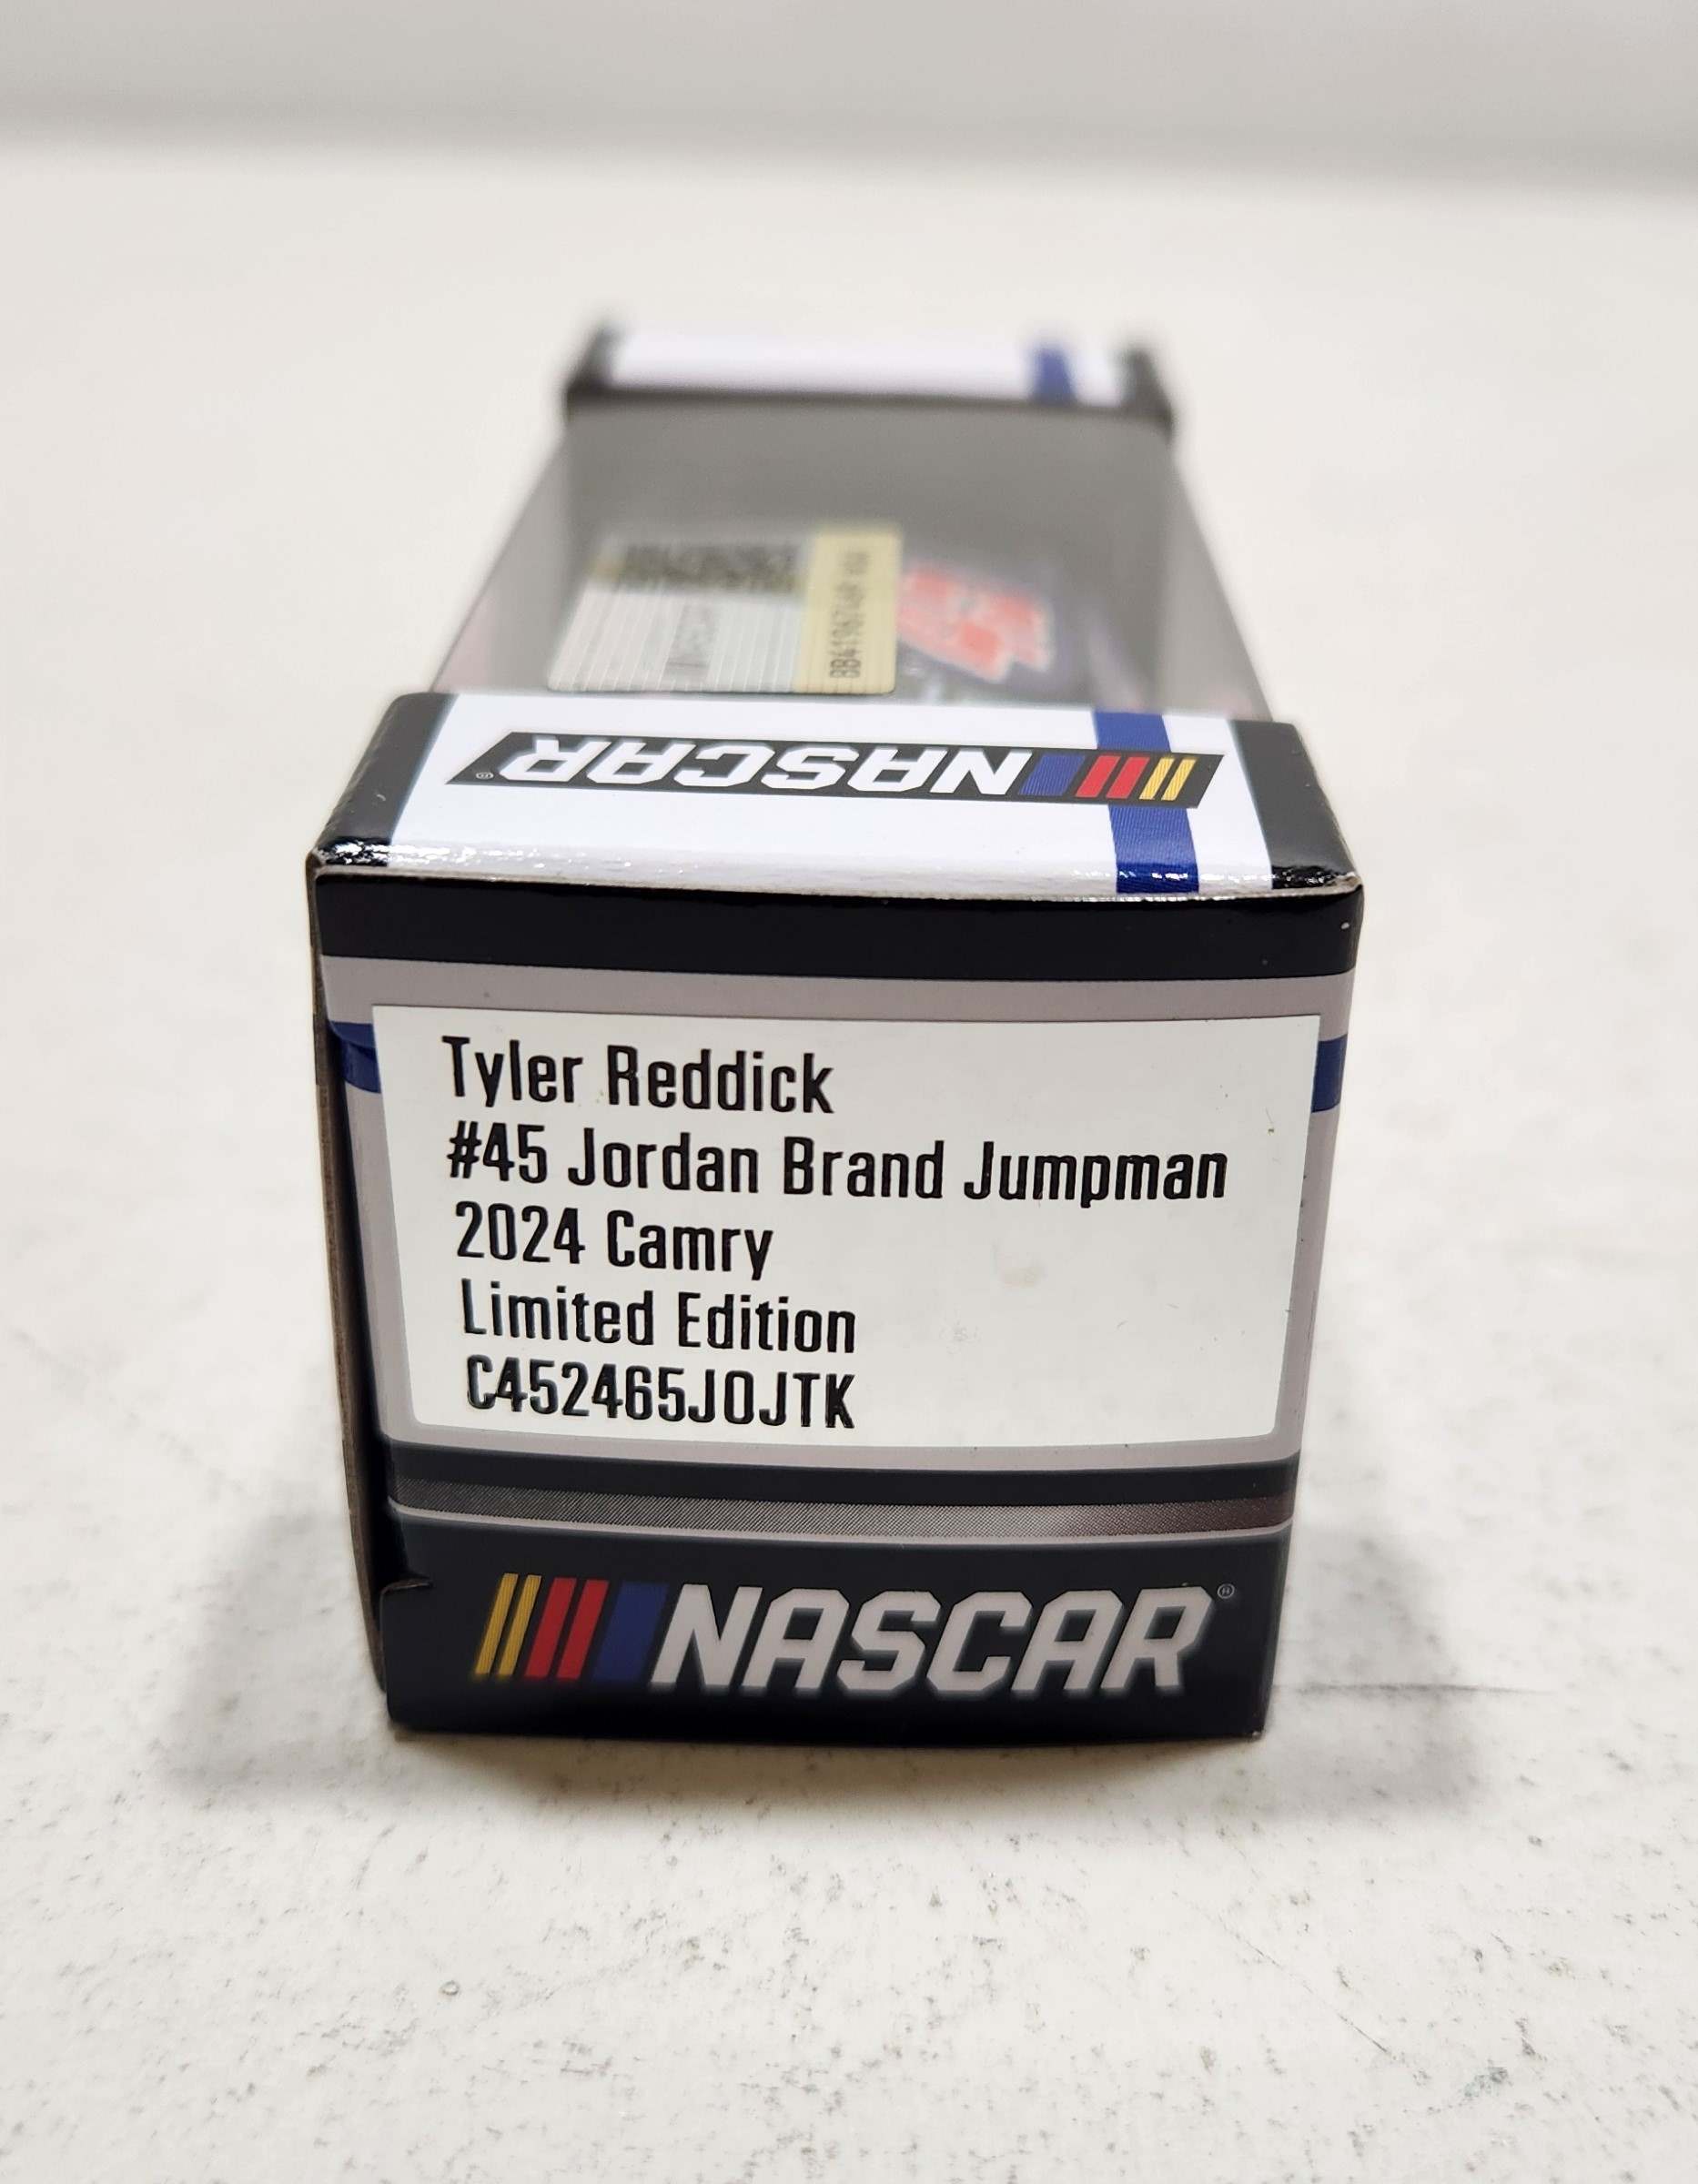 NASCAR
Tyler Reddick
#45 Jordan Brand Jumpman
2024 Camry
Limited Edition
C452465JOJTK
NASCAR®